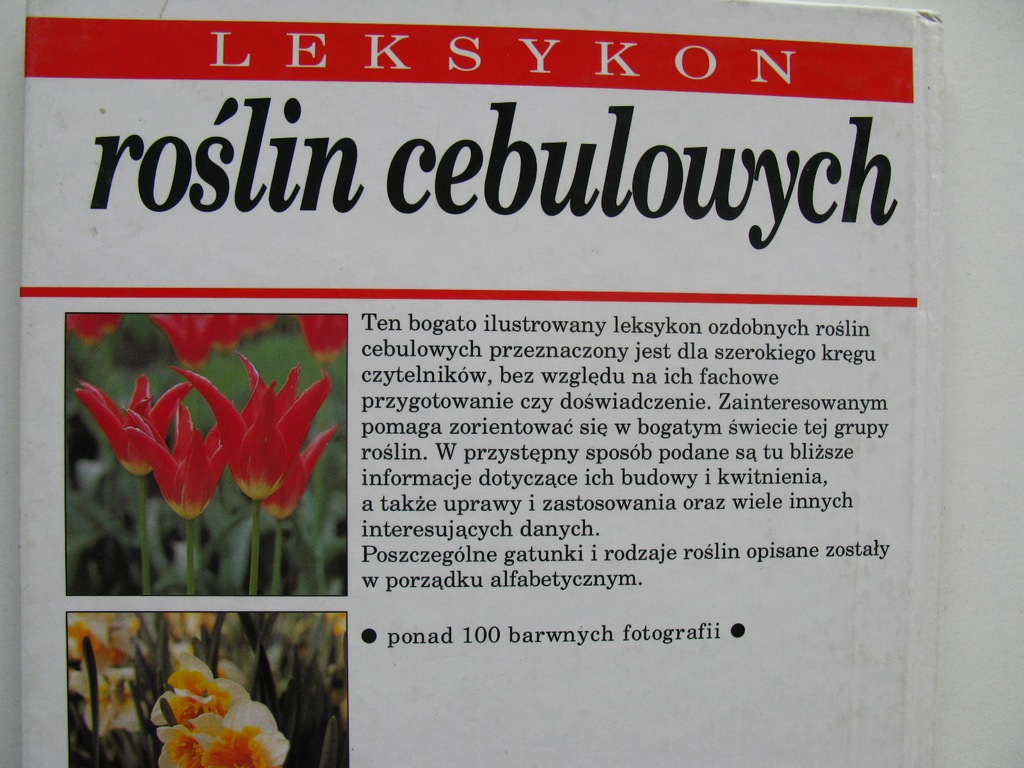 LEKSYKON
roślin cebulowych
Ten bogato ilustrowany leksykon ozdobnych roślin
cebulowych przeznaczony jest dla szerokiego kręgu
czytelników, bez względu na ich fachowe
przygotowanie czy doświadczenie. Zainteresowanym
pomaga zorientować się w bogatym świecie tej grupy
roślin. W przystępny sposób podane są tu bliższe
informacje dotyczące ich budowy i kwitnienia,
a także uprawy i zastosowania oraz wiele innych
interesujących danych.
Poszczególne gatunki i rodzaje roślin opisane zostały
w porządku alfabetycznym.
● ponad 100 barwnych fotografii ●